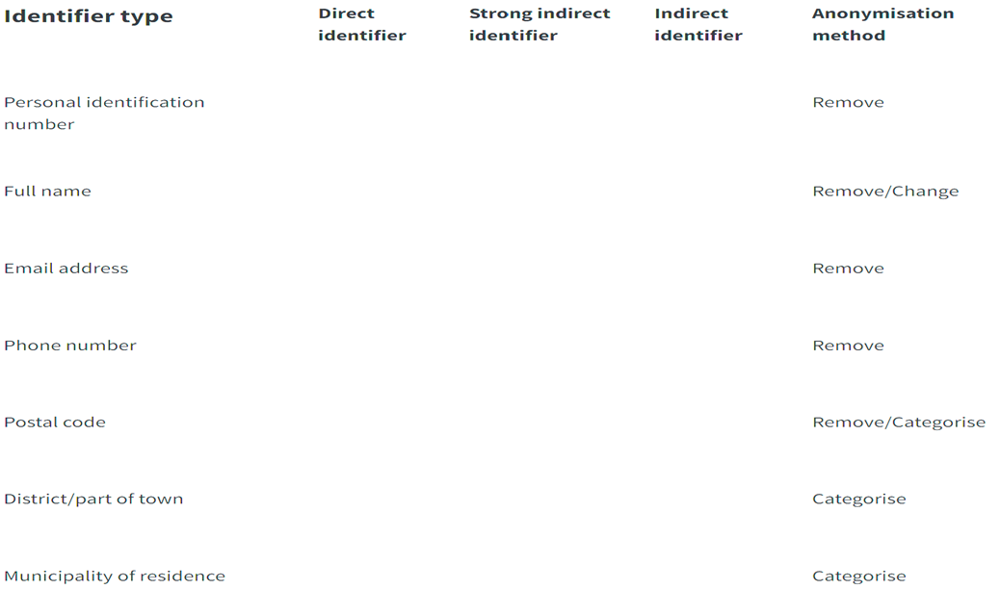 Identifier type
Direct identifier
Strong indirect identifier
Indirect identifier
Anonymisation method
Personal identification number
Remove
Full name
Remove/Change
Email address
Remove
Phone number
Remove
Postal code
Remove/Categorise
District/part of town
Categorise
Municipality of residence
Categorise